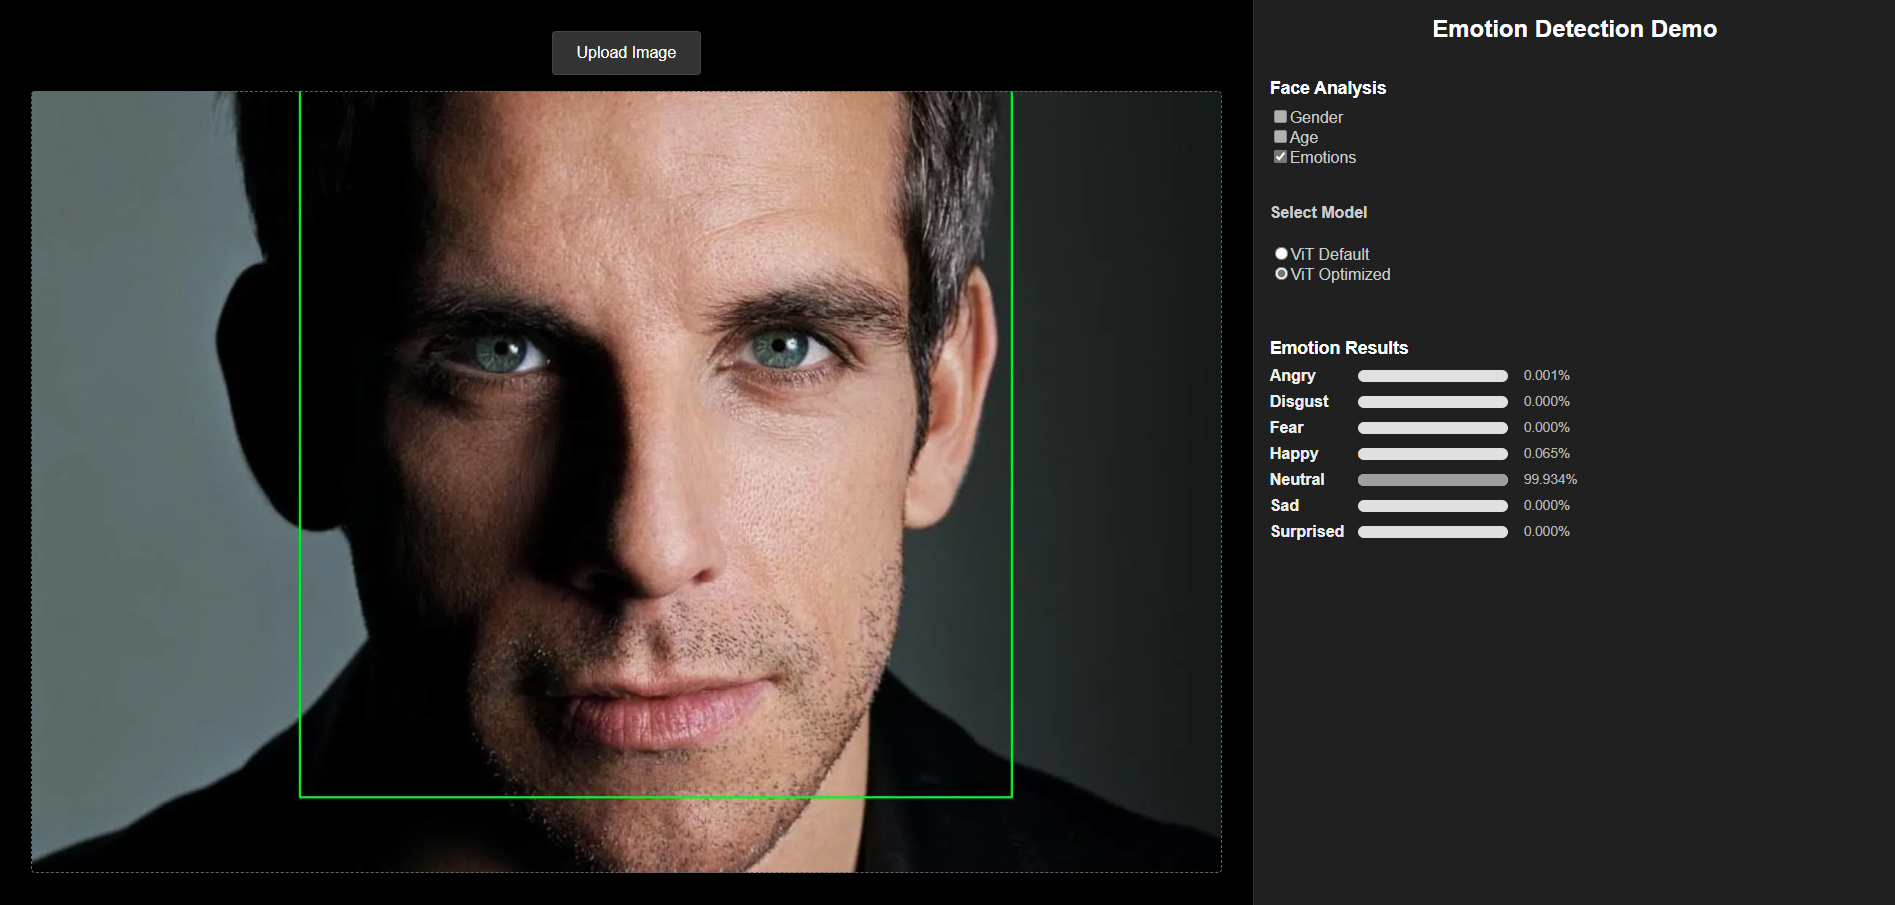 Upload Image
Emotion Detection Demo
Face Analysis
Gender
Age
Emotions
Select Model
ViT Default
ViT Optimized
Emotion Results
Angry 0.001%
Disgust 0.000%
Fear 0.000%
Happy 0.065%
Neutral 99.934%
Sad 0.000%
Surprised 0.000%